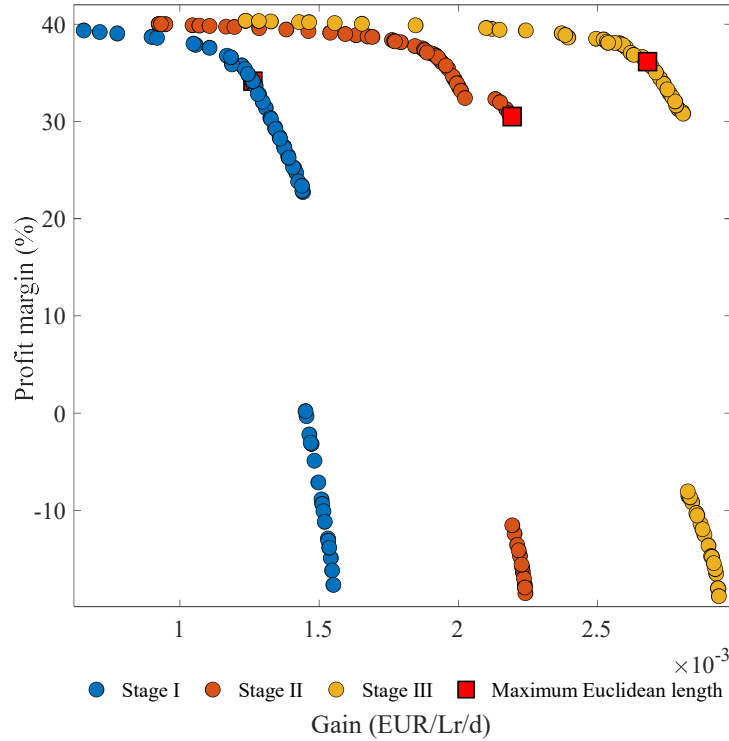 40
30
20
10
0
-10
Profit margin (%)
1
1.5
2
2.5
×10⁻³
Stage I
Stage II
Stage III
Maximum Euclidean length
Gain (EUR/Lr/d)